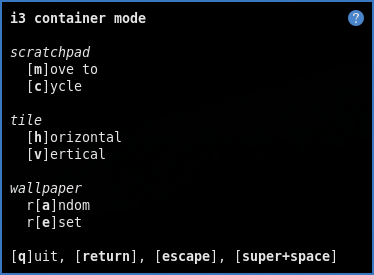 i3 container mode
?
scratchpad
[m]ove to
[c]ycle
tile
[h]orizontal
[v]ertical
wallpaper
r[a]ndom
r[e]set
[q]uit, [return], [escape], [super+space]